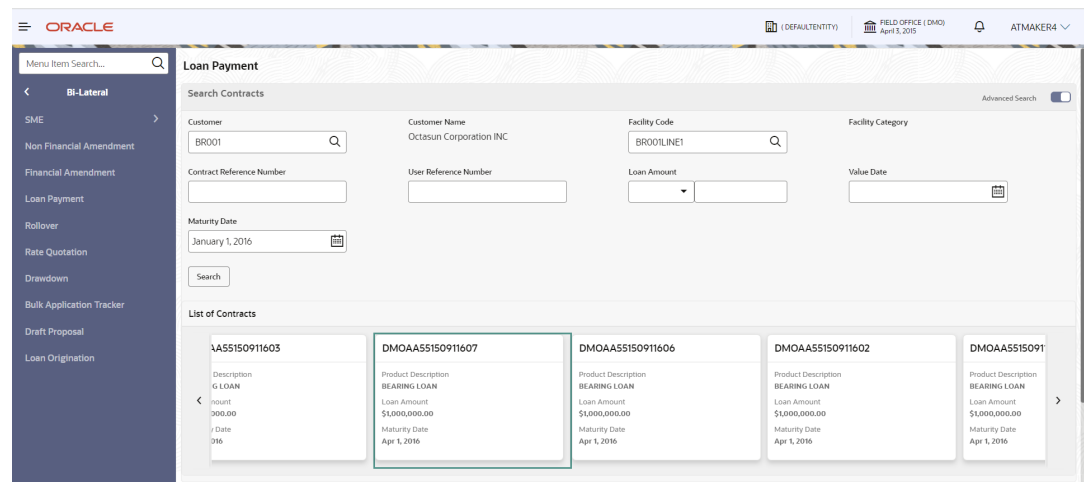 ORACLE
( DEFAULTENTITY)
FIELD OFFICE ( DMO)
April 3, 2015
ATMAKER4
Menu Item Search...
Bi-Lateral
SME
Non Financial Amendment
Financial Amendment
Loan Payment
Rollover
Rate Quotation
Drawdown
Bulk Application Tracker
Draft Proposal
Loan Origination
Loan Payment
Search Contracts
Advanced Search
Customer
BR001
Customer Name
Octasun Corporation INC
Facility Code
BR001LINE1
Facility Category
Contract Reference Number
User Reference Number
Loan Amount
Value Date
Maturity Date
January 1, 2016
Search
List of Contracts
AA55150911603
Description
G LOAN
nount
000.00
Date
016
DMOAA55150911607
Product Description
BEARING LOAN
Loan Amount
$1,000,000.00
Maturity Date
Apr 1, 2016
DMOAA55150911606
Product Description
BEARING LOAN
Loan Amount
$1,000,000.00
Maturity Date
Apr 1, 2016
DMOAA55150911602
Product Description
BEARING LOAN
Loan Amount
$1,000,000.00
Maturity Date
Apr 1, 2016
DMOAA5515091
Product Description
BEARING LOAN
Loan Amount
$1,000,000.00
Maturity Date
Apr 1, 2016